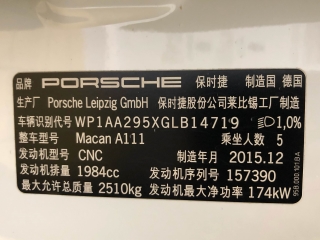 品牌 PORSCHE 保时捷 制造国 德国
生产厂 Porsche Leipzig GmbH 保时捷股份公司莱比锡工厂制造
车辆识别代号 WP1AA295XGLB14719 1,0%
整车型号 Macan A111 乘坐人数 5
发动机型号 CNC 制造年月 2015.12
发动机排量 1984cc 发动机序列号 157390
最大允许总质量 2510kg 发动机最大净功率 174kW
95B.000.101.BA